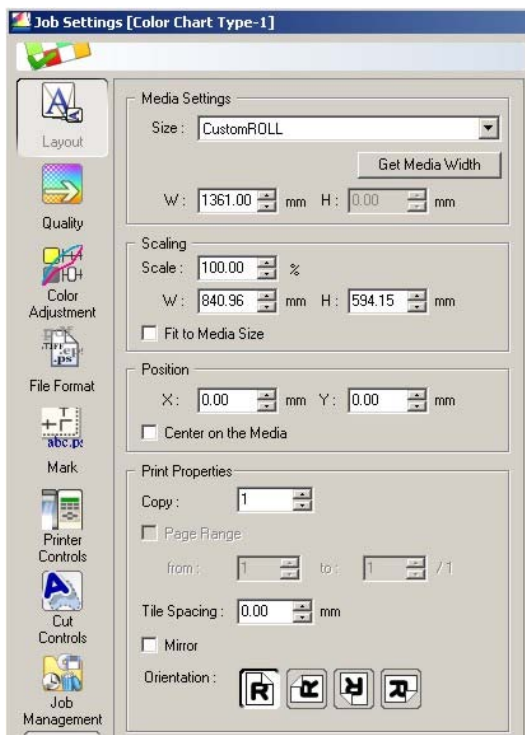 Job Settings [Color Chart Type-1]
Layout
Quality
Color
Adjustment
File Format
Mark
Printer
Controls
Cut
Controls
Job
Management
Media Settings
Size : CustomROLL
Get Media Width
W : 1361.00 mm H : 0.00 mm
Scaling
Scale : 100.00 %
W : 840.96 mm H : 594.15 mm
Fit to Media Size
Position
X : 0.00 mm Y : 0.00 mm
Center on the Media
Print Properties
Copy : 1
Page Range
from : 1 to : 1 / 1
Tile Spacing : 0.00 mm
Mirror
Orientation : R R R R